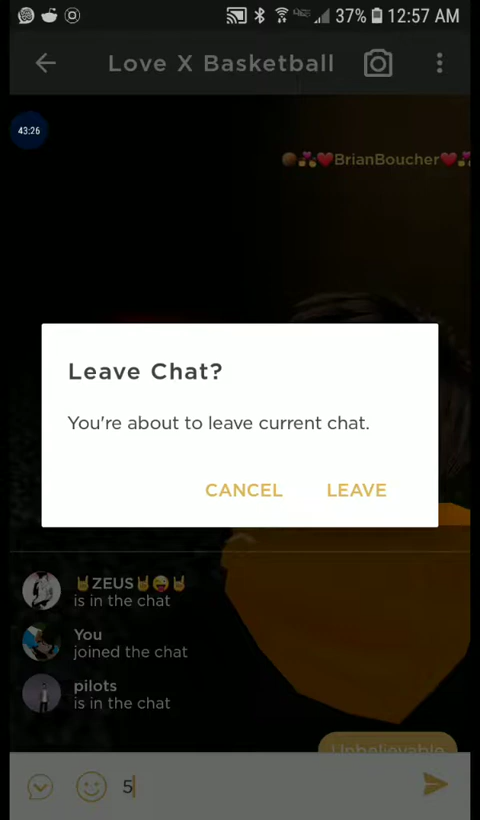 37% 12:57 AM
Love X Basketball
43:26
🏀💑❤️BrianBoucher❤️💑
Leave Chat?
You're about to leave current chat.
CANCEL LEAVE
🤘ZEUS🤘😜🤘
is in the chat
You
joined the chat
pilots
is in the chat
Unbelievable
5